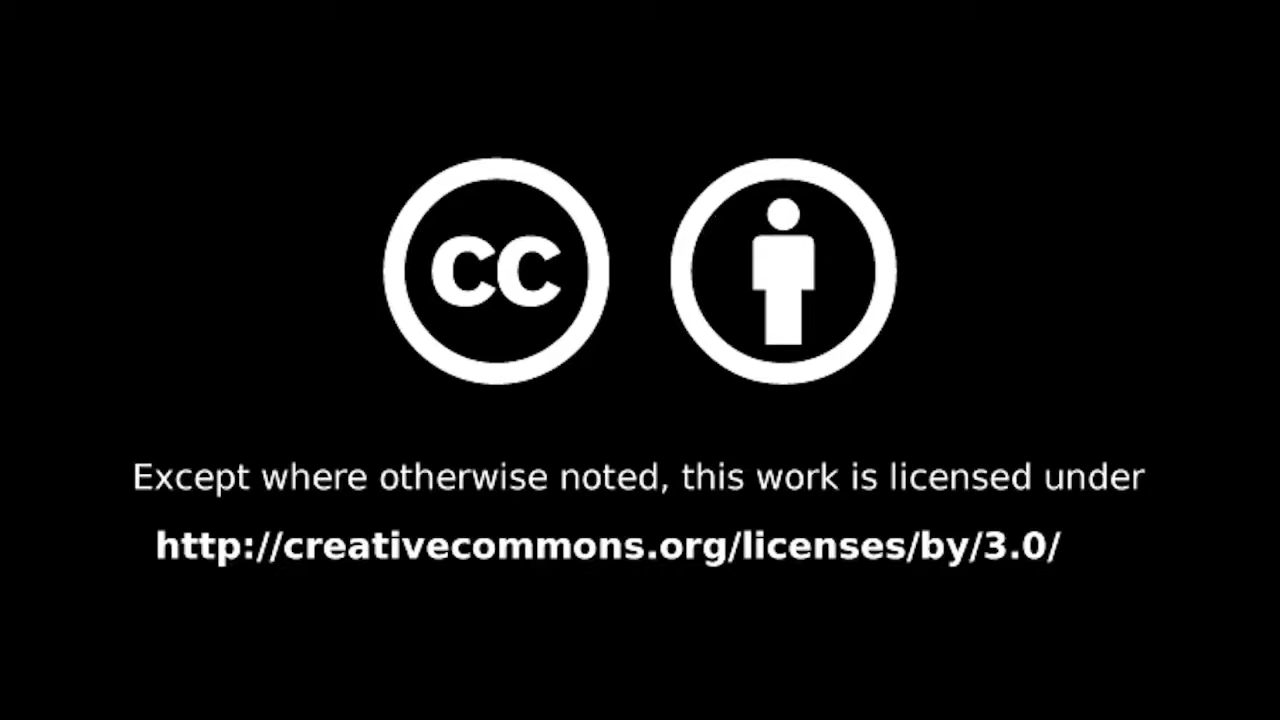 cc
Except where otherwise noted, this work is licensed under
http://creativecommons.org/licenses/by/3.0/